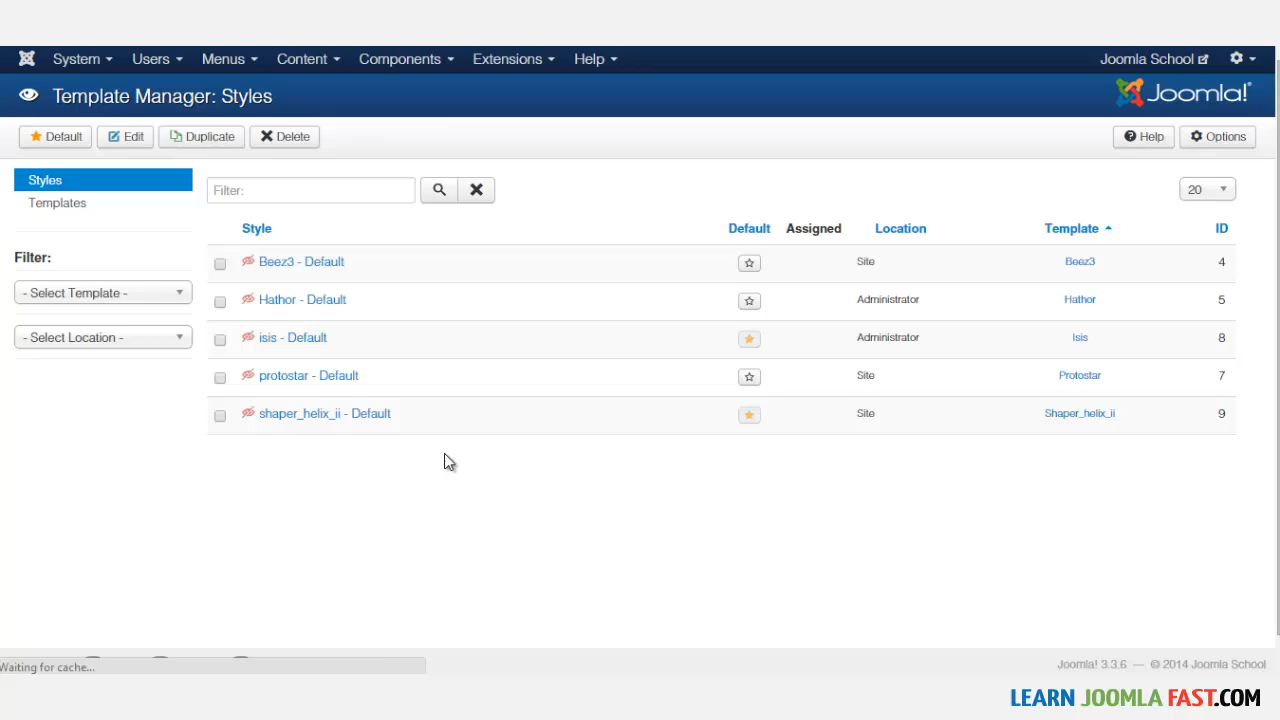 System Users Menus Content Components Extensions Help Joomla School
Template Manager: Styles Joomla!
Default Edit Duplicate Delete Help Options
Styles
Templates
Filter:
- Select Template -
- Select Location -
Filter: 20
Style Default Assigned Location Template ID
Beez3 - Default Site Beez3 4
Hathor - Default Administrator Hathor 5
isis - Default Administrator Isis 8
protostar - Default Site Protostar 7
shaper_helix_ii - Default Site Shaper_helix_ii 9
Waiting for cache...
Joomla! 3.3.6 — © 2014 Joomla School
LEARN JOOMLA FAST.COM